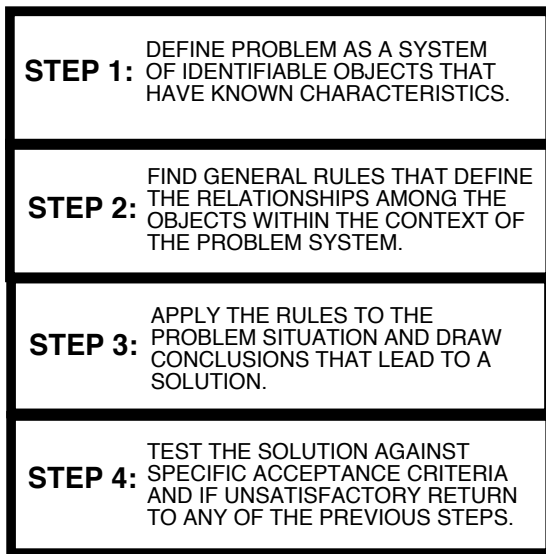 DEFINE PROBLEM AS A SYSTEM
STEP 1: OF IDENTIFIABLE OBJECTS THAT
HAVE KNOWN CHARACTERISTICS.
FIND GENERAL RULES THAT DEFINE
STEP 2: THE RELATIONSHIPS AMONG THE
OBJECTS WITHIN THE CONTEXT OF
THE PROBLEM SYSTEM.
APPLY THE RULES TO THE
STEP 3: PROBLEM SITUATION AND DRAW
CONCLUSIONS THAT LEAD TO A
SOLUTION.
TEST THE SOLUTION AGAINST
STEP 4: SPECIFIC ACCEPTANCE CRITERIA
AND IF UNSATISFACTORY RETURN
TO ANY OF THE PREVIOUS STEPS.